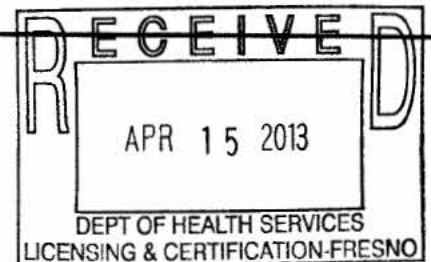 RECEIVED
APR 15 2013
DEPT OF HEALTH SERVICES
LICENSING & CERTIFICATION-FRESNO